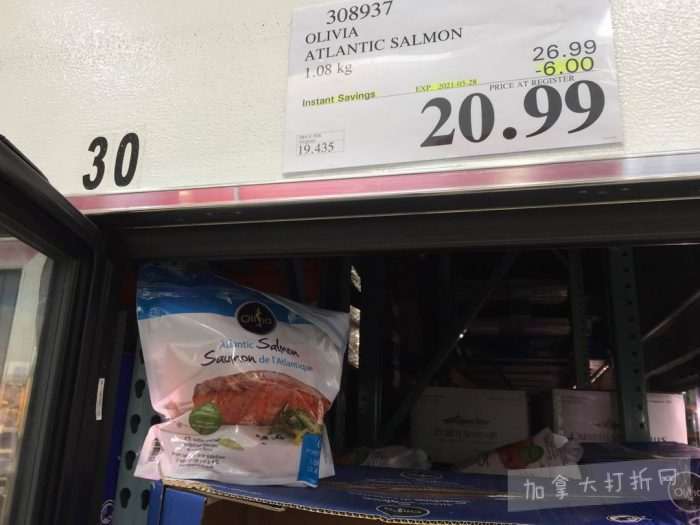 308937
OLIVIA
ATLANTIC SALMON
1.08 kg
26.99
-6.00
Instant Savings
EXP. 2021-03-28
PRICE AT REGISTER
20.99
19.435
30
Olivia
Atlantic Salmon
Saumon de l'Atlantique
加拿大打折网